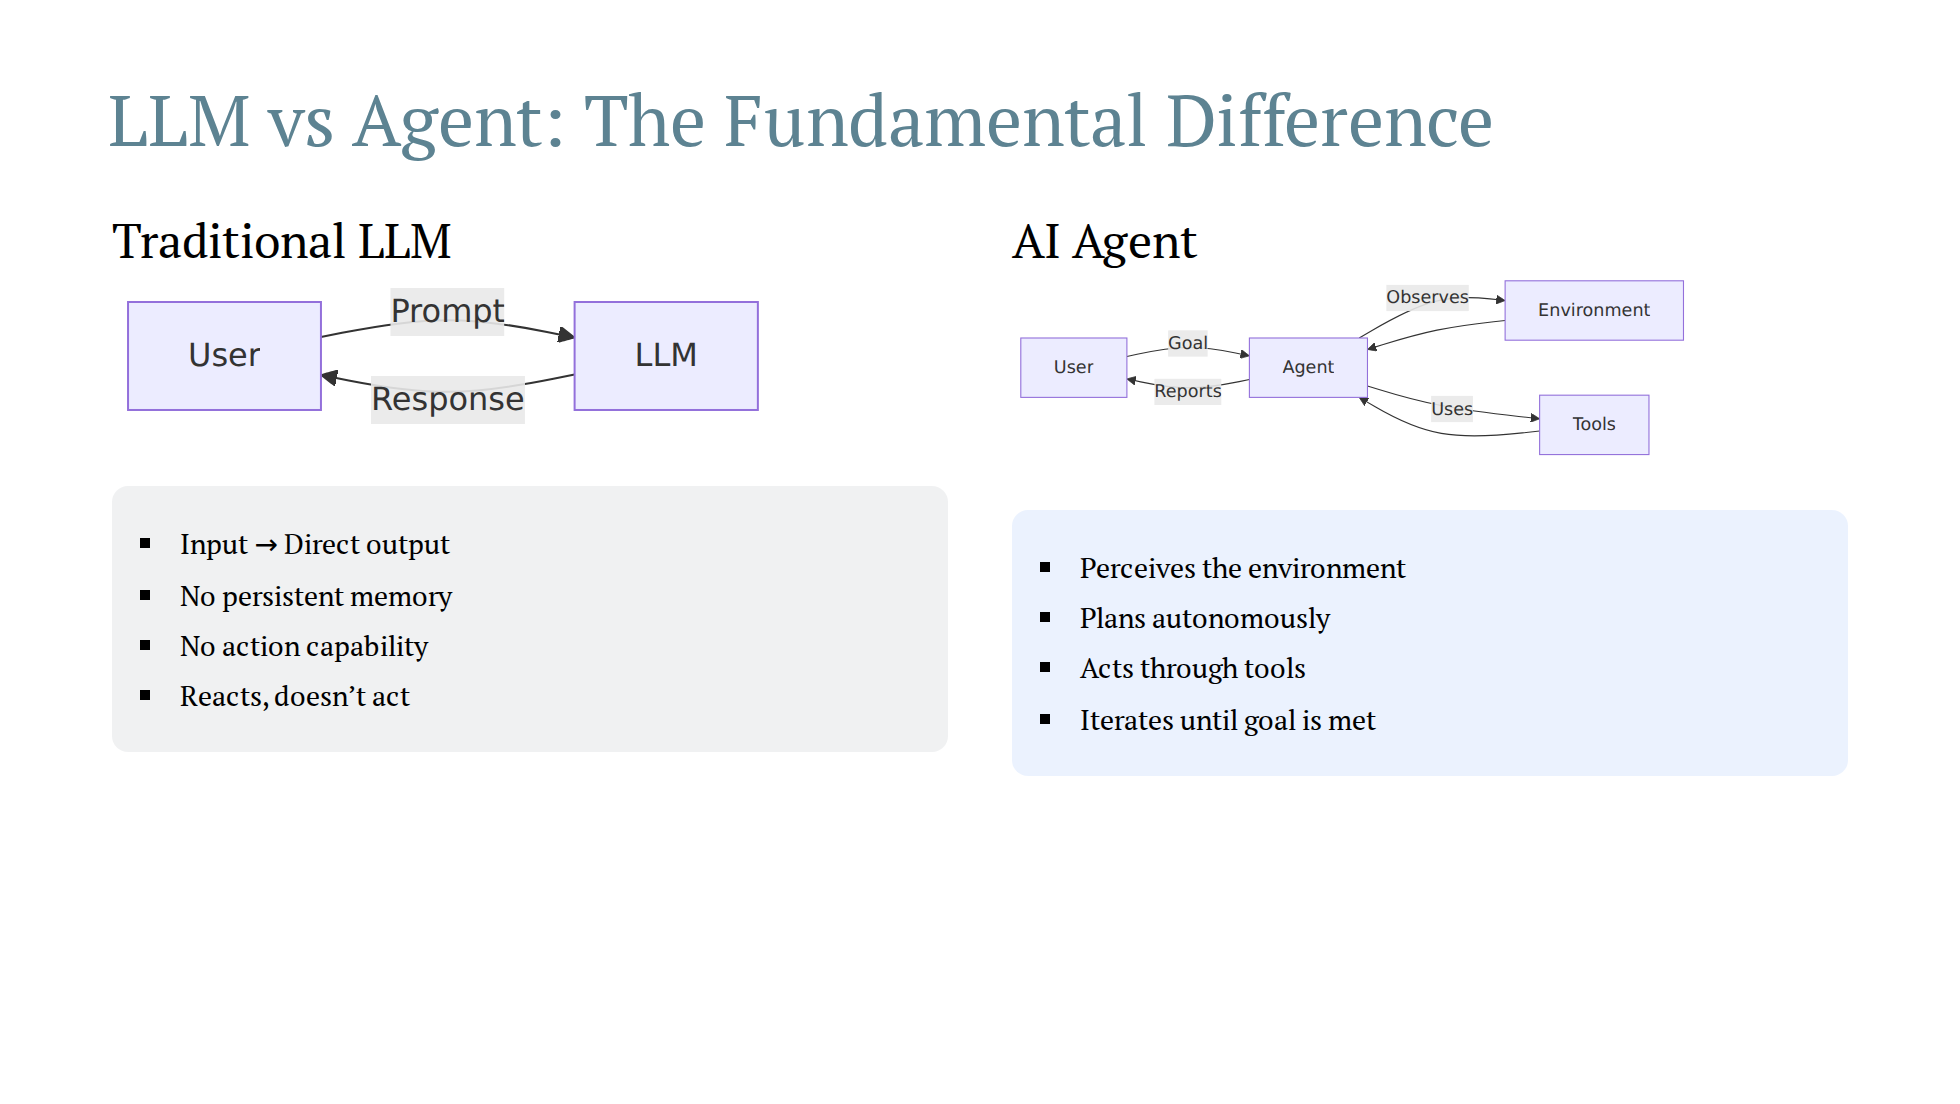 LLM vs Agent: The Fundamental Difference
Traditional LLM
User
Prompt
Response
LLM
Input → Direct output
No persistent memory
No action capability
Reacts, doesn’t act
AI Agent
User
Goal
Reports
Agent
Observes
Environment
Uses
Tools
Perceives the environment
Plans autonomously
Acts through tools
Iterates until goal is met